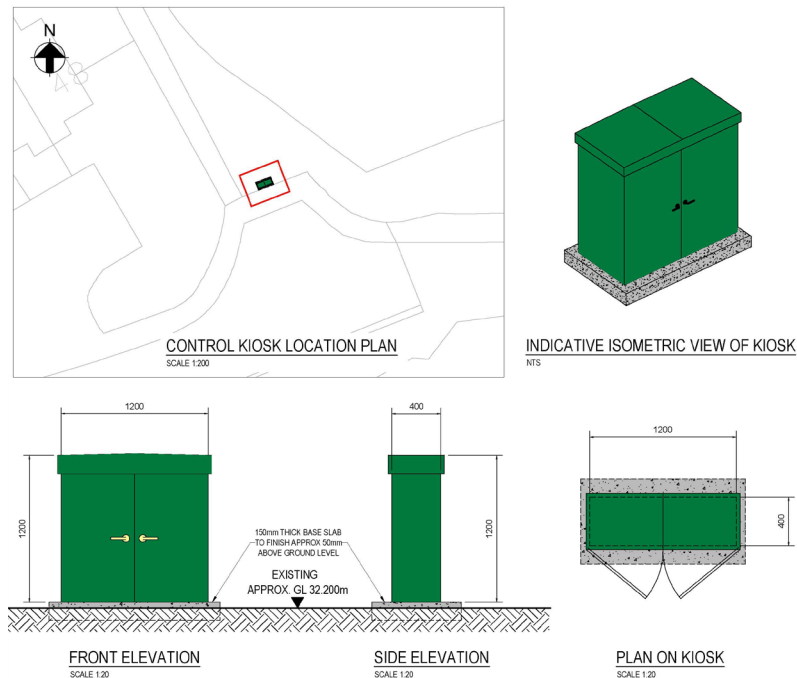 N
48
CONTROL KIOSK LOCATION PLAN
SCALE 1:200
INDICATIVE ISOMETRIC VIEW OF KIOSK
NTS
1200
1200
400
1200
150mm THICK BASE SLAB
TO FINISH APPROX 50mm
ABOVE GROUND LEVEL
EXISTING
APPROX. GL 32.200m
1200
400
FRONT ELEVATION
SCALE 1:20
SIDE ELEVATION
SCALE 1:20
PLAN ON KIOSK
SCALE 1:20